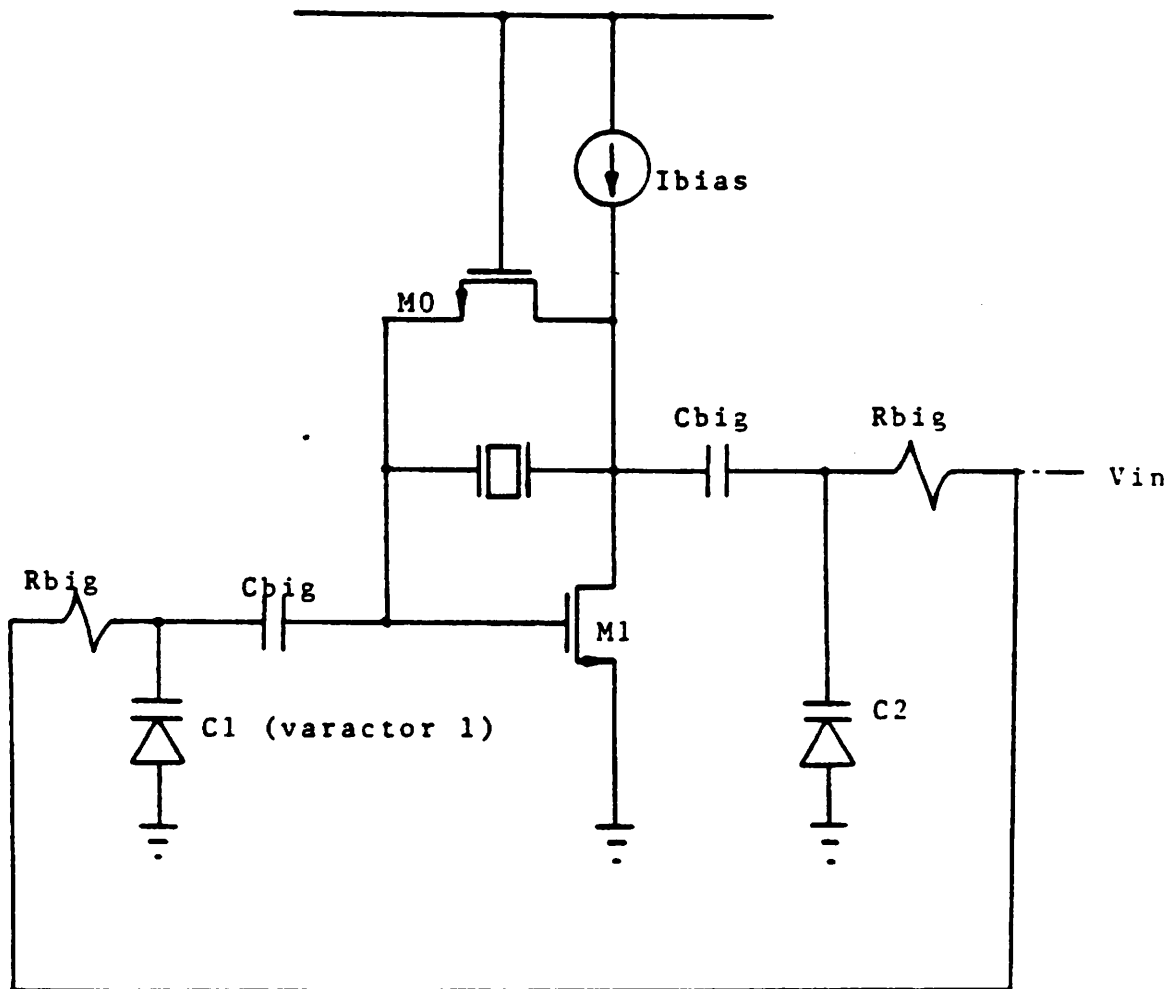 Ibias
M0
Cbig
Rbig
Vin
Rbig
Cbig
M1
C1 (varactor 1)
C2